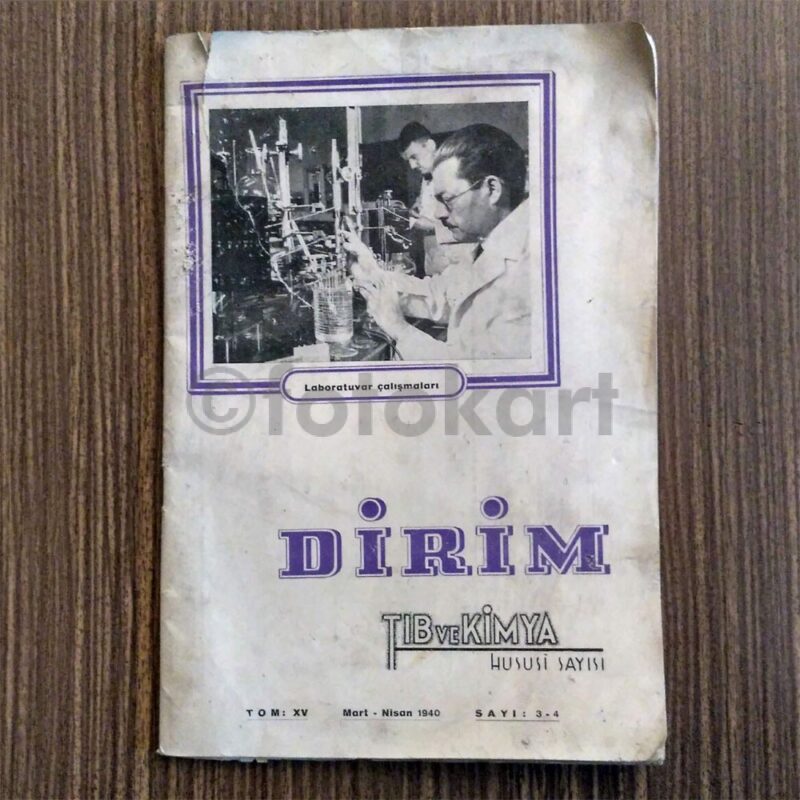 Laboratuvar çalışmaları
©fotokart
DİRİM
TIB VE KİMYA
HUSUSİ SAYISI
TOM: XV Mart - Nisan 1940 SAYI: 3-4